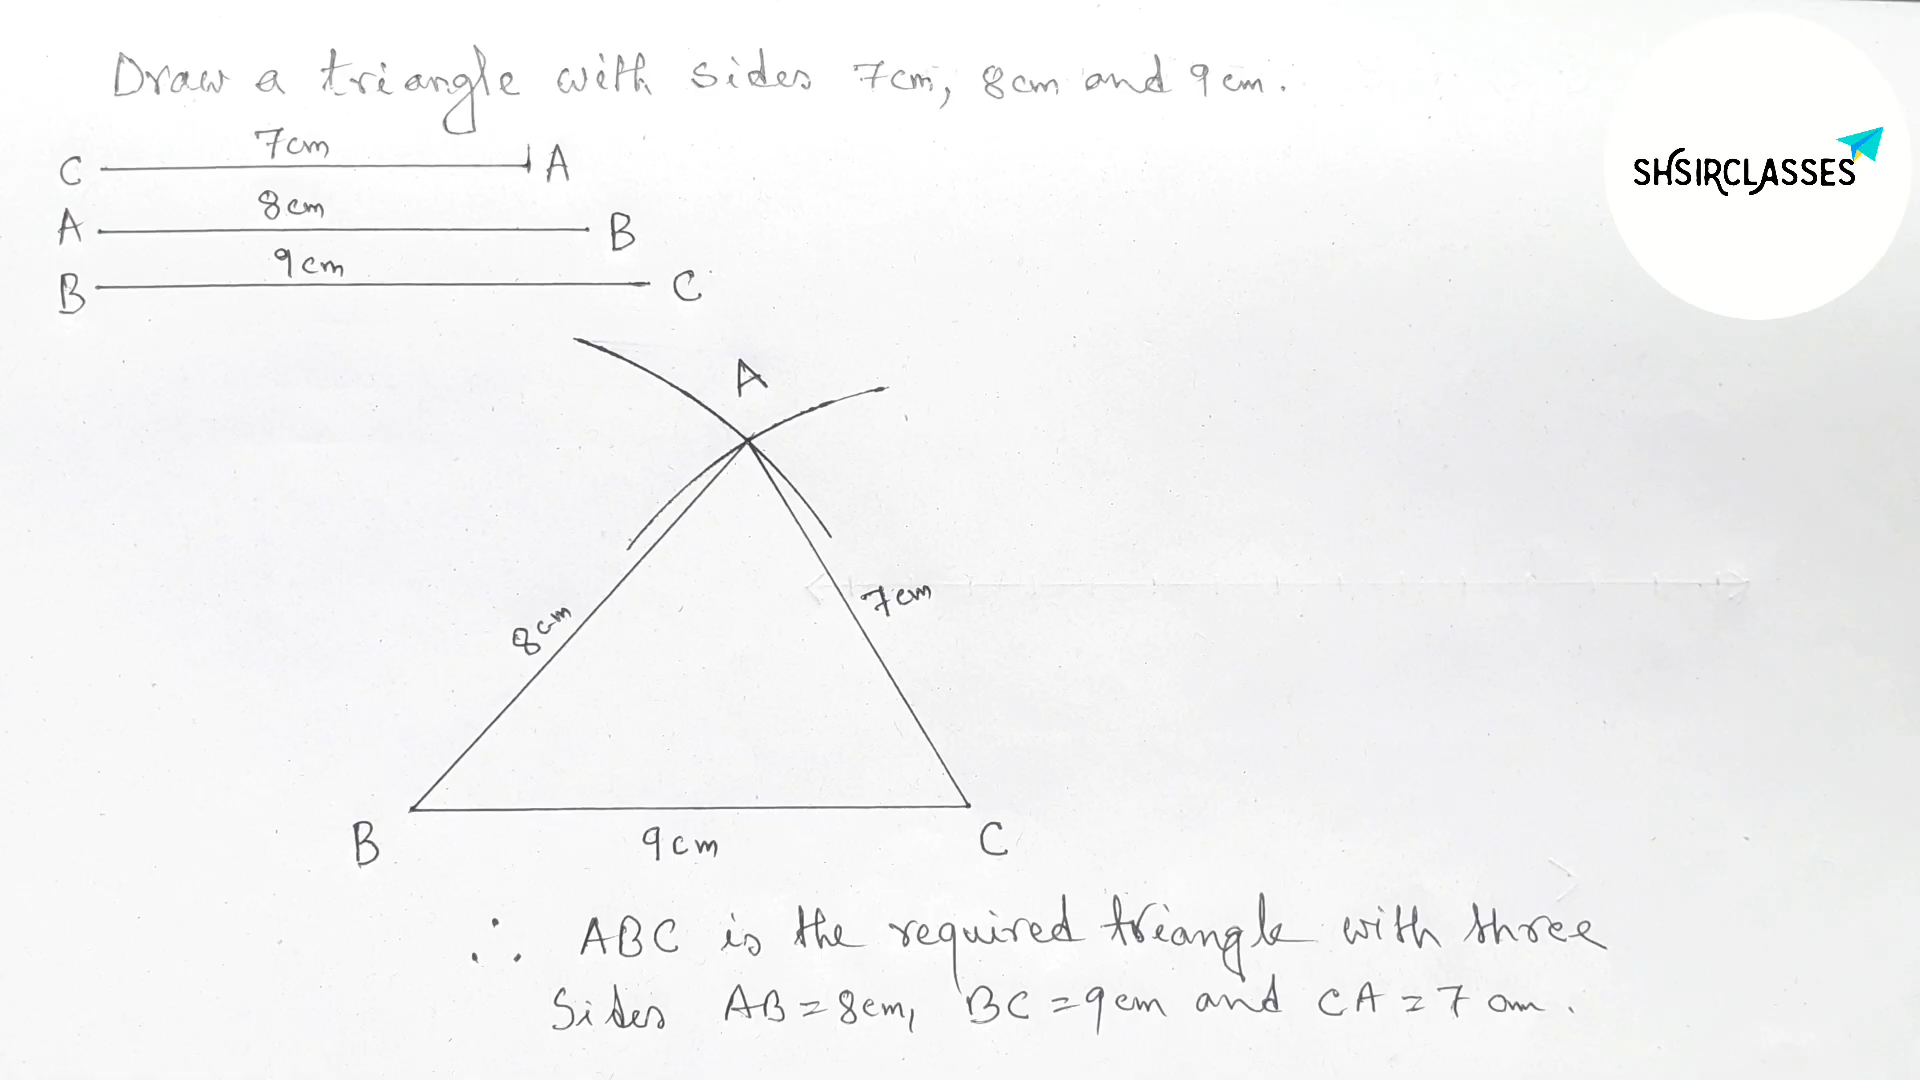 Draw a triangle with sides 7cm, 8cm and 9cm.
C 7cm A
A 8cm B
B 9cm C
SHSIRCLASSES
A
8cm
7cm
B 9cm C
∴ ABC is the required triangle with three
Sides AB = 8cm, BC = 9cm and CA = 7cm.